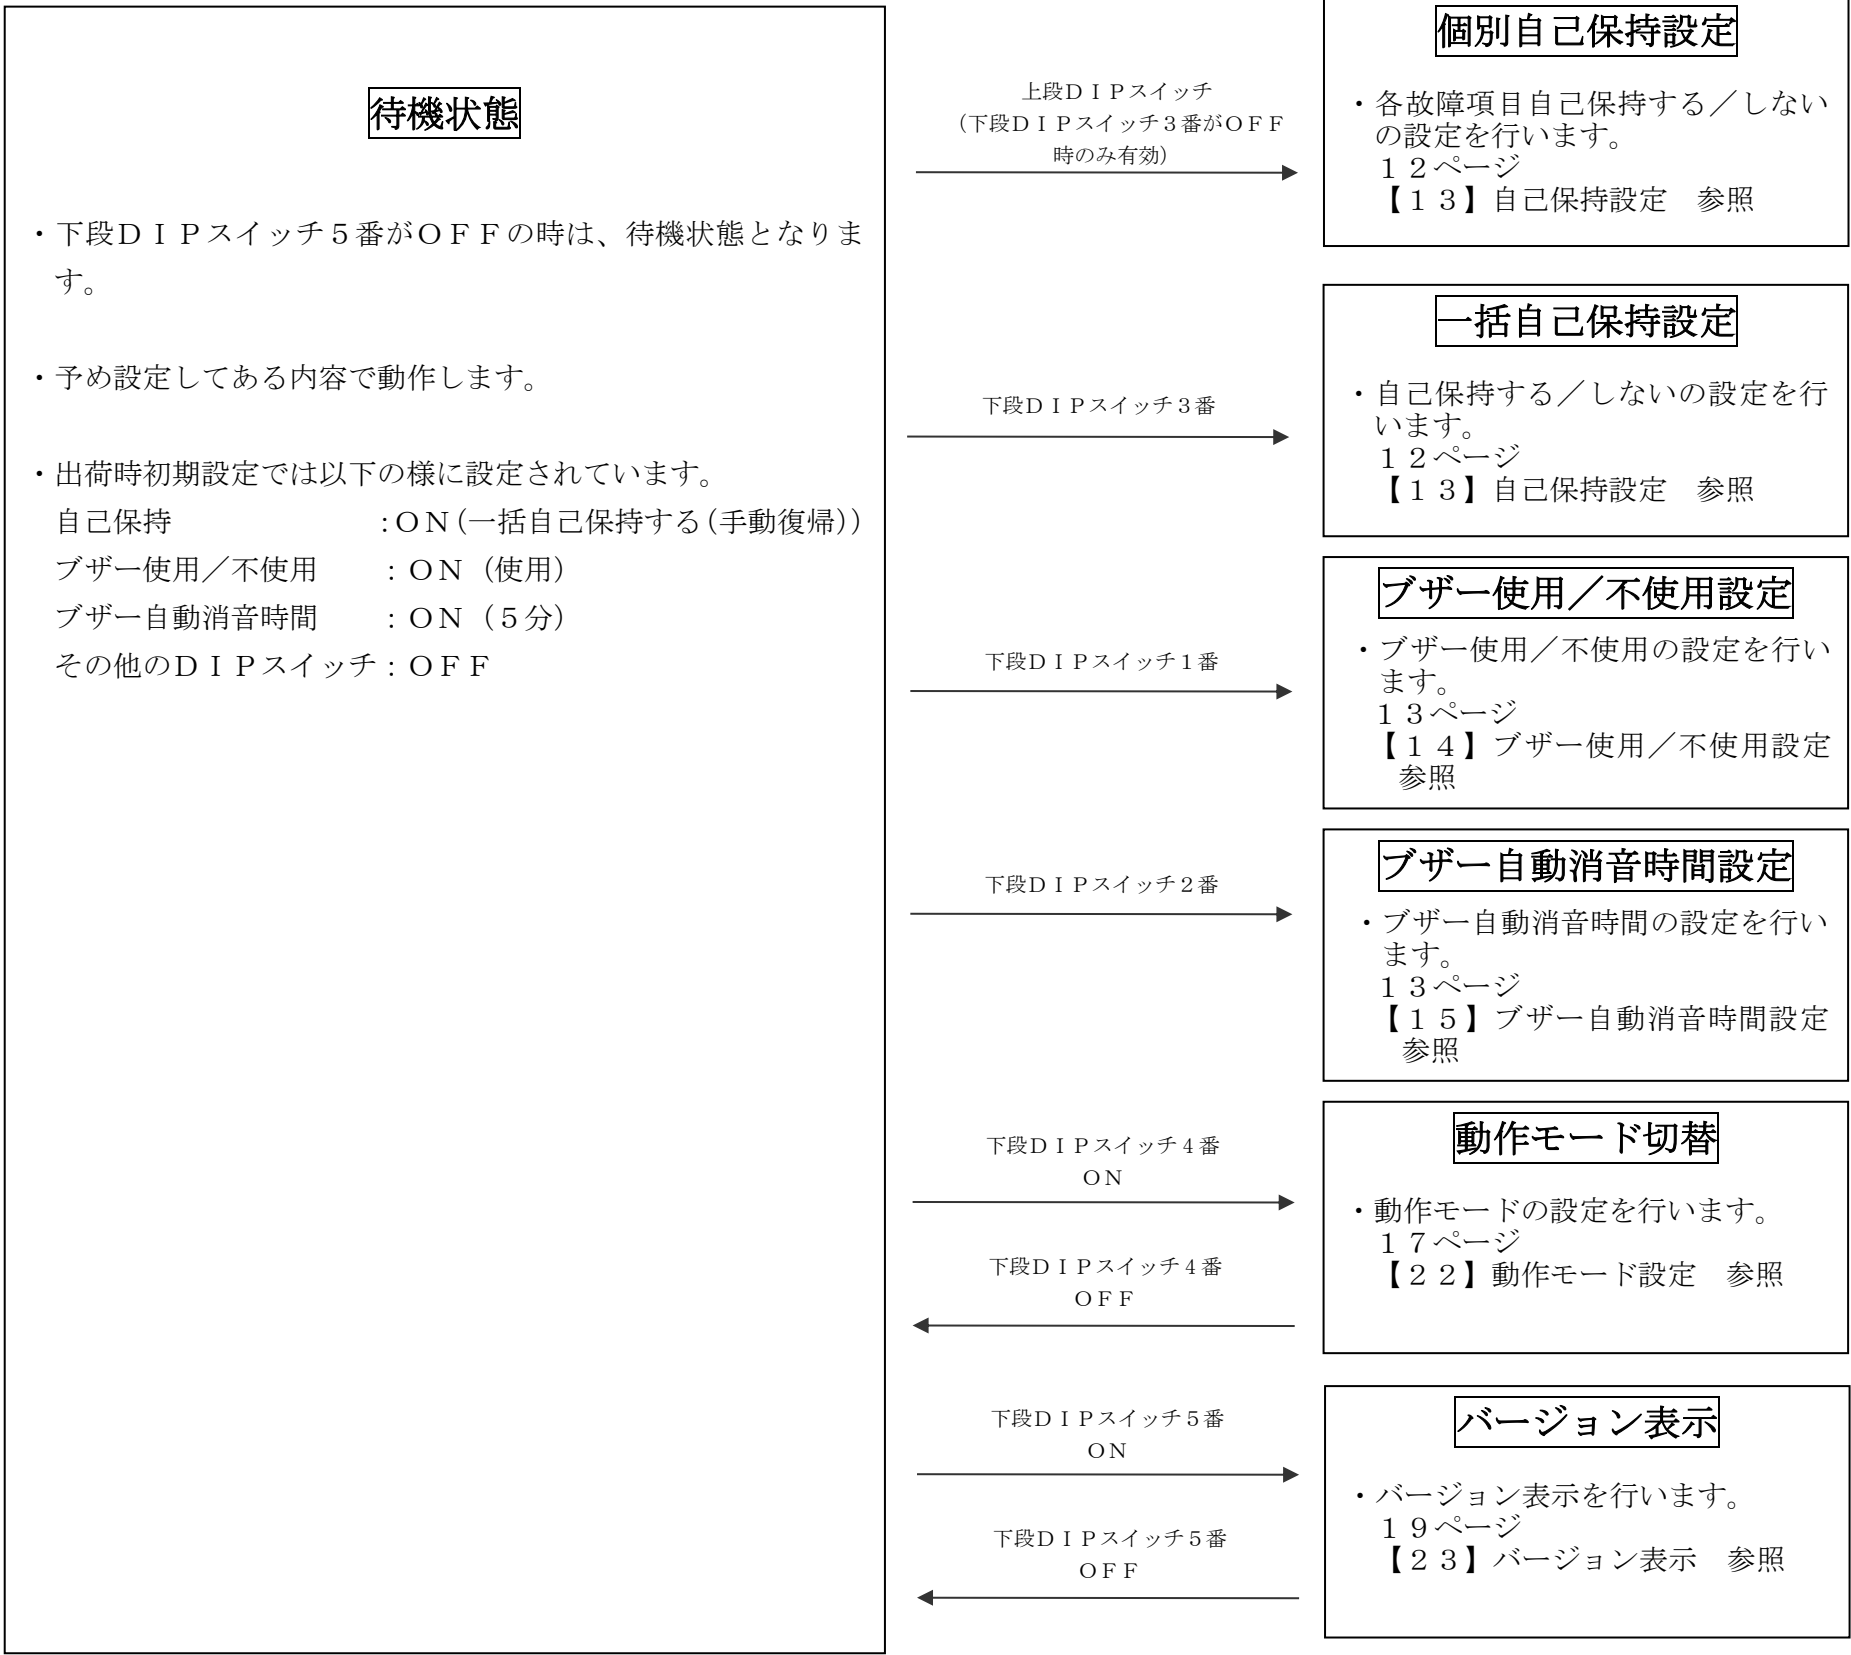 待機状態
・下段ＤＩＰスイッチ５番がＯＦＦの時は、待機状態となりま
す。
・予め設定してある内容で動作します。
・出荷時初期設定では以下の様に設定されています。
自己保持　　　　　　　：ＯＮ（一括自己保持する（手動復帰））
ブザー使用／不使用　　：ＯＮ（使用）
ブザー自動消音時間　　：ＯＮ（５分）
その他のＤＩＰスイッチ：ＯＦＦ
上段ＤＩＰスイッチ
（下段ＤＩＰスイッチ３番がＯＦＦ
時のみ有効）
個別自己保持設定
・各故障項目自己保持する／しない
の設定を行います。
１２ページ
【１３】自己保持設定　参照
下段ＤＩＰスイッチ３番
一括自己保持設定
・自己保持する／しないの設定を行
います。
１２ページ
【１３】自己保持設定　参照
下段ＤＩＰスイッチ１番
ブザー使用／不使用設定
・ブザー使用／不使用の設定を行い
ます。
１３ページ
【１４】ブザー使用／不使用設定
参照
下段ＤＩＰスイッチ２番
ブザー自動消音時間設定
・ブザー自動消音時間の設定を行い
ます。
１３ページ
【１５】ブザー自動消音時間設定
参照
下段ＤＩＰスイッチ４番
ＯＮ
下段ＤＩＰスイッチ４番
ＯＦＦ
動作モード切替
・動作モードの設定を行います。
１７ページ
【２２】動作モード設定　参照
下段ＤＩＰスイッチ５番
ＯＮ
下段ＤＩＰスイッチ５番
ＯＦＦ
バージョン表示
・バージョン表示を行います。
１９ページ
【２３】バージョン表示　参照